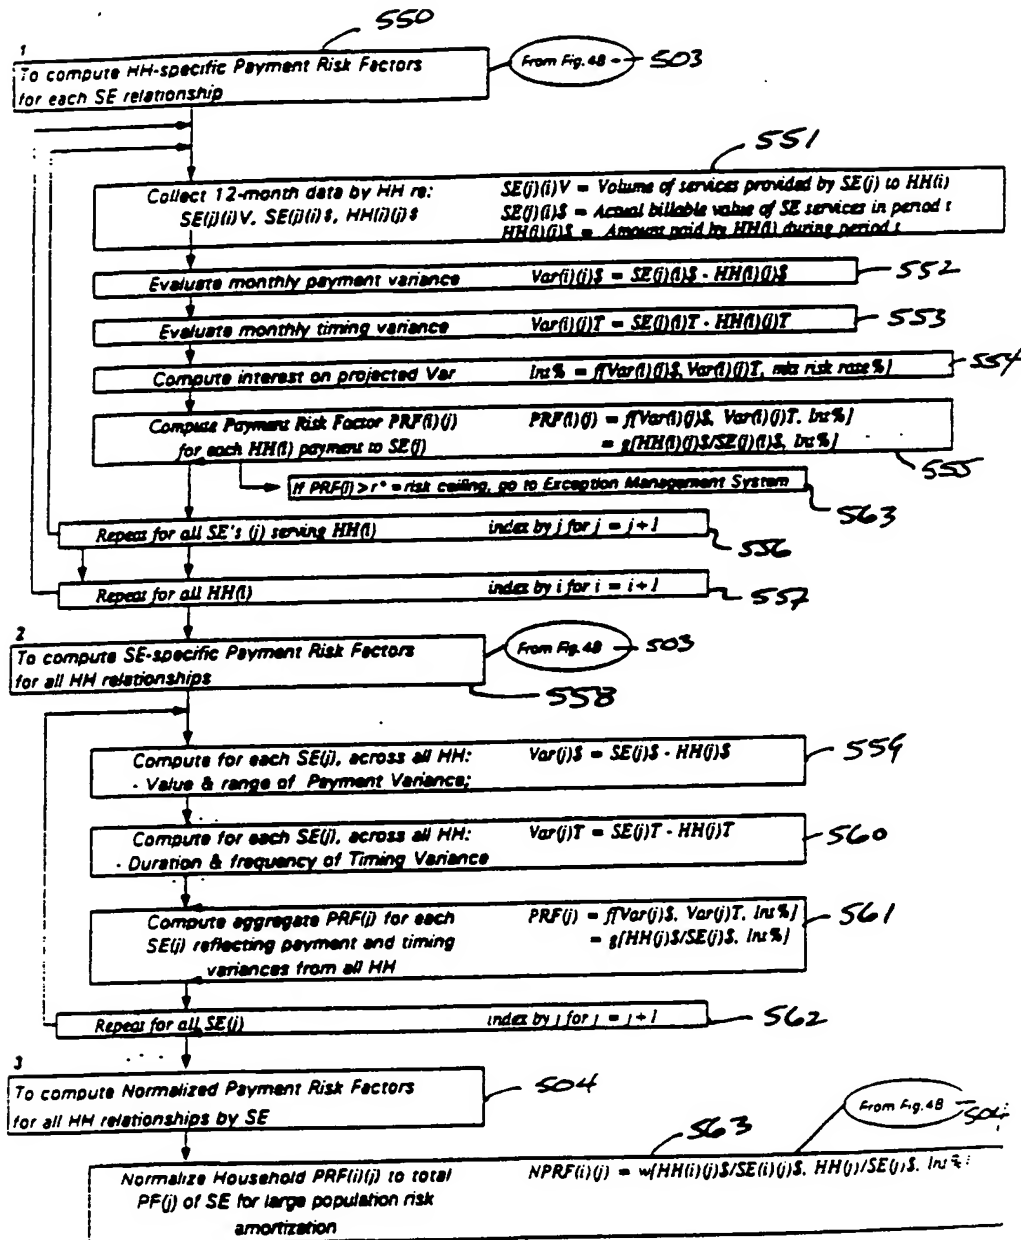 550
1
To compute HH-specific Payment Risk Factors
for each SE relationship
From Fig. 4B
503
551
Collect 12-month data by HH re:
SE(j)(i)V, SE(j)(i)$, HH(i)(j)$
SE(j)(i)V = Volume of services provided by SE(j) to HH(i)
SE(j)(i)$ = Actual billable value of SE services in period t
HH(i)(j)$ = Amount paid by HH(i) during period t
Evaluate monthly payment variance Var(i)(j)$ = SE(j)(i)$ - HH(i)(j)$
552
Evaluate monthly timing variance Var(i)(j)T = SE(j)(i)T - HH(i)(j)T
553
Compute interest on projected Var Int% = f[Var(i)(j)$, Var(i)(j)T, mkt risk rate%]
554
Compute Payment Risk Factor PRF(i)(j)
for each HH(i) payment to SE(j)
PRF(i)(j) = f[Var(i)(j)$, Var(i)(j)T, Int%]
= g[HH(i)(j)$/SE(j)(i)$, Int%]
555
If PRF(j) > r* = risk ceiling, go to Exception Management System
563
Repeat for all SE's (j) serving HH(i) index by j for j = j+1
556
Repeat for all HH(i) index by i for i = i+1
557
2
To compute SE-specific Payment Risk Factors
for all HH relationships
From Fig. 4B
503
558
Compute for each SE(j), across all HH:
- Value & range of Payment Variance;
Var(j)$ = SE(j)$ - HH(j)$
559
Compute for each SE(j), across all HH:
- Duration & frequency of Timing Variance
Var(j)T = SE(j)T - HH(j)T
560
Compute aggregate PRF(j) for each
SE(j) reflecting payment and timing
variances from all HH
PRF(j) = f[Var(j)$, Var(j)T, Int%]
= g[HH(j)$/SE(j)$, Int%]
561
Repeat for all SE(j) index by j for j = j+1
562
3
To compute Normalized Payment Risk Factors
for all HH relationships by SE
504
From Fig. 4B
504
563
Normalize Household PRF(i)(j) to total
PF(j) of SE for large population risk
amortization
NPRF(i)(j) = w[HH(i)(j)$/SE(i)(j)$, HH(j)/SE(j)$, Int%